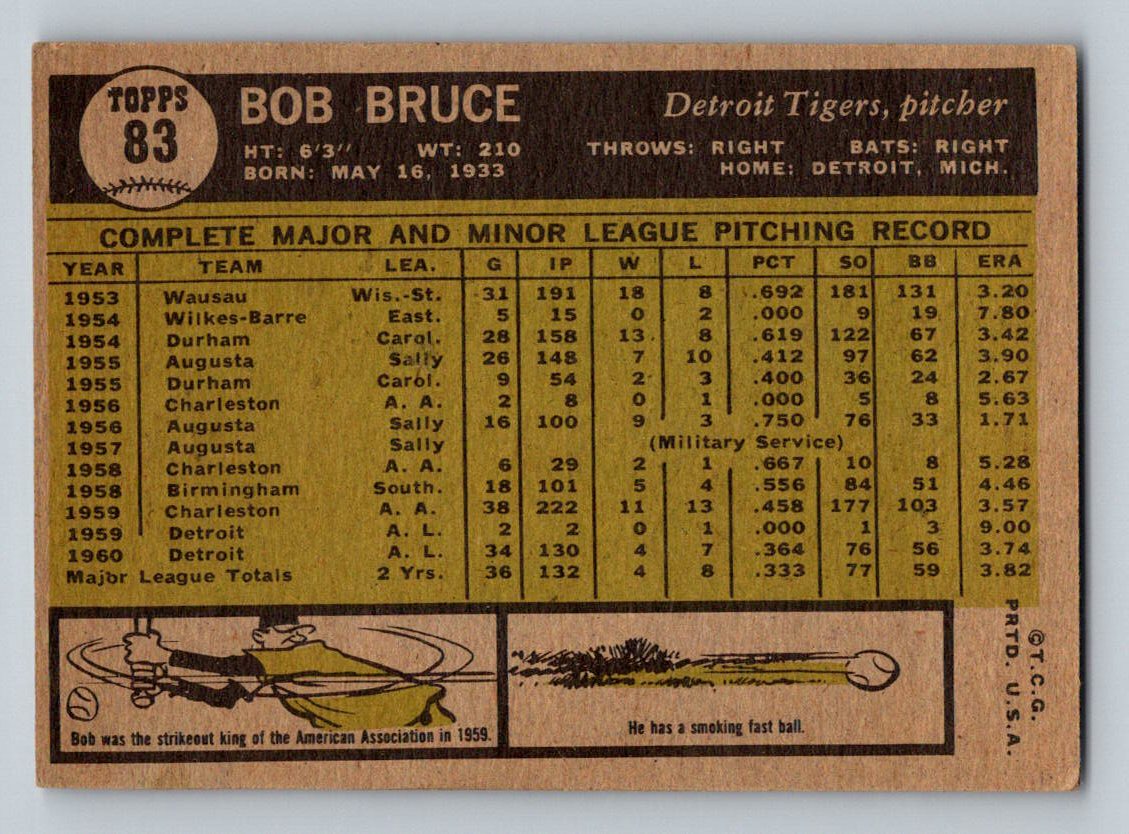 TOPPS
83
BOB BRUCE
Detroit Tigers, pitcher
HT: 6'3" WT: 210 THROWS: RIGHT BATS: RIGHT
BORN: MAY 16, 1933 HOME: DETROIT, MICH.
COMPLETE MAJOR AND MINOR LEAGUE PITCHING RECORD
YEAR TEAM LEA. G IP W L PCT SO BB ERA
1953 Wausau Wis.-St. 31 191 18 8 .692 181 131 3.20
1954 Wilkes-Barre East. 5 15 0 2 .000 9 19 7.80
1954 Durham Carol. 28 158 13 8 .619 122 67 3.42
1955 Augusta Sally 26 148 7 10 .412 97 62 3.90
1955 Durham Carol. 9 54 2 3 .400 36 24 2.67
1956 Charleston A. A. 2 8 0 1 .000 5 8 5.63
1956 Augusta Sally 16 100 9 3 .750 76 33 1.71
1957 Augusta Sally (Military Service)
1958 Charleston A. A. 6 29 2 1 .667 10 8 5.28
1958 Birmingham South. 18 101 5 4 .556 84 51 4.46
1959 Charleston A. A. 38 222 11 13 .458 177 103 3.57
1959 Detroit A. L. 2 2 0 1 .000 1 3 9.00
1960 Detroit A. L. 34 130 4 7 .364 76 56 3.74
Major League Totals 2 Yrs. 36 132 4 8 .333 77 59 3.82
Bob was the strikeout king of the American Association in 1959.
He has a smoking fast ball.
©T.C.G.
PRTD. U.S.A.